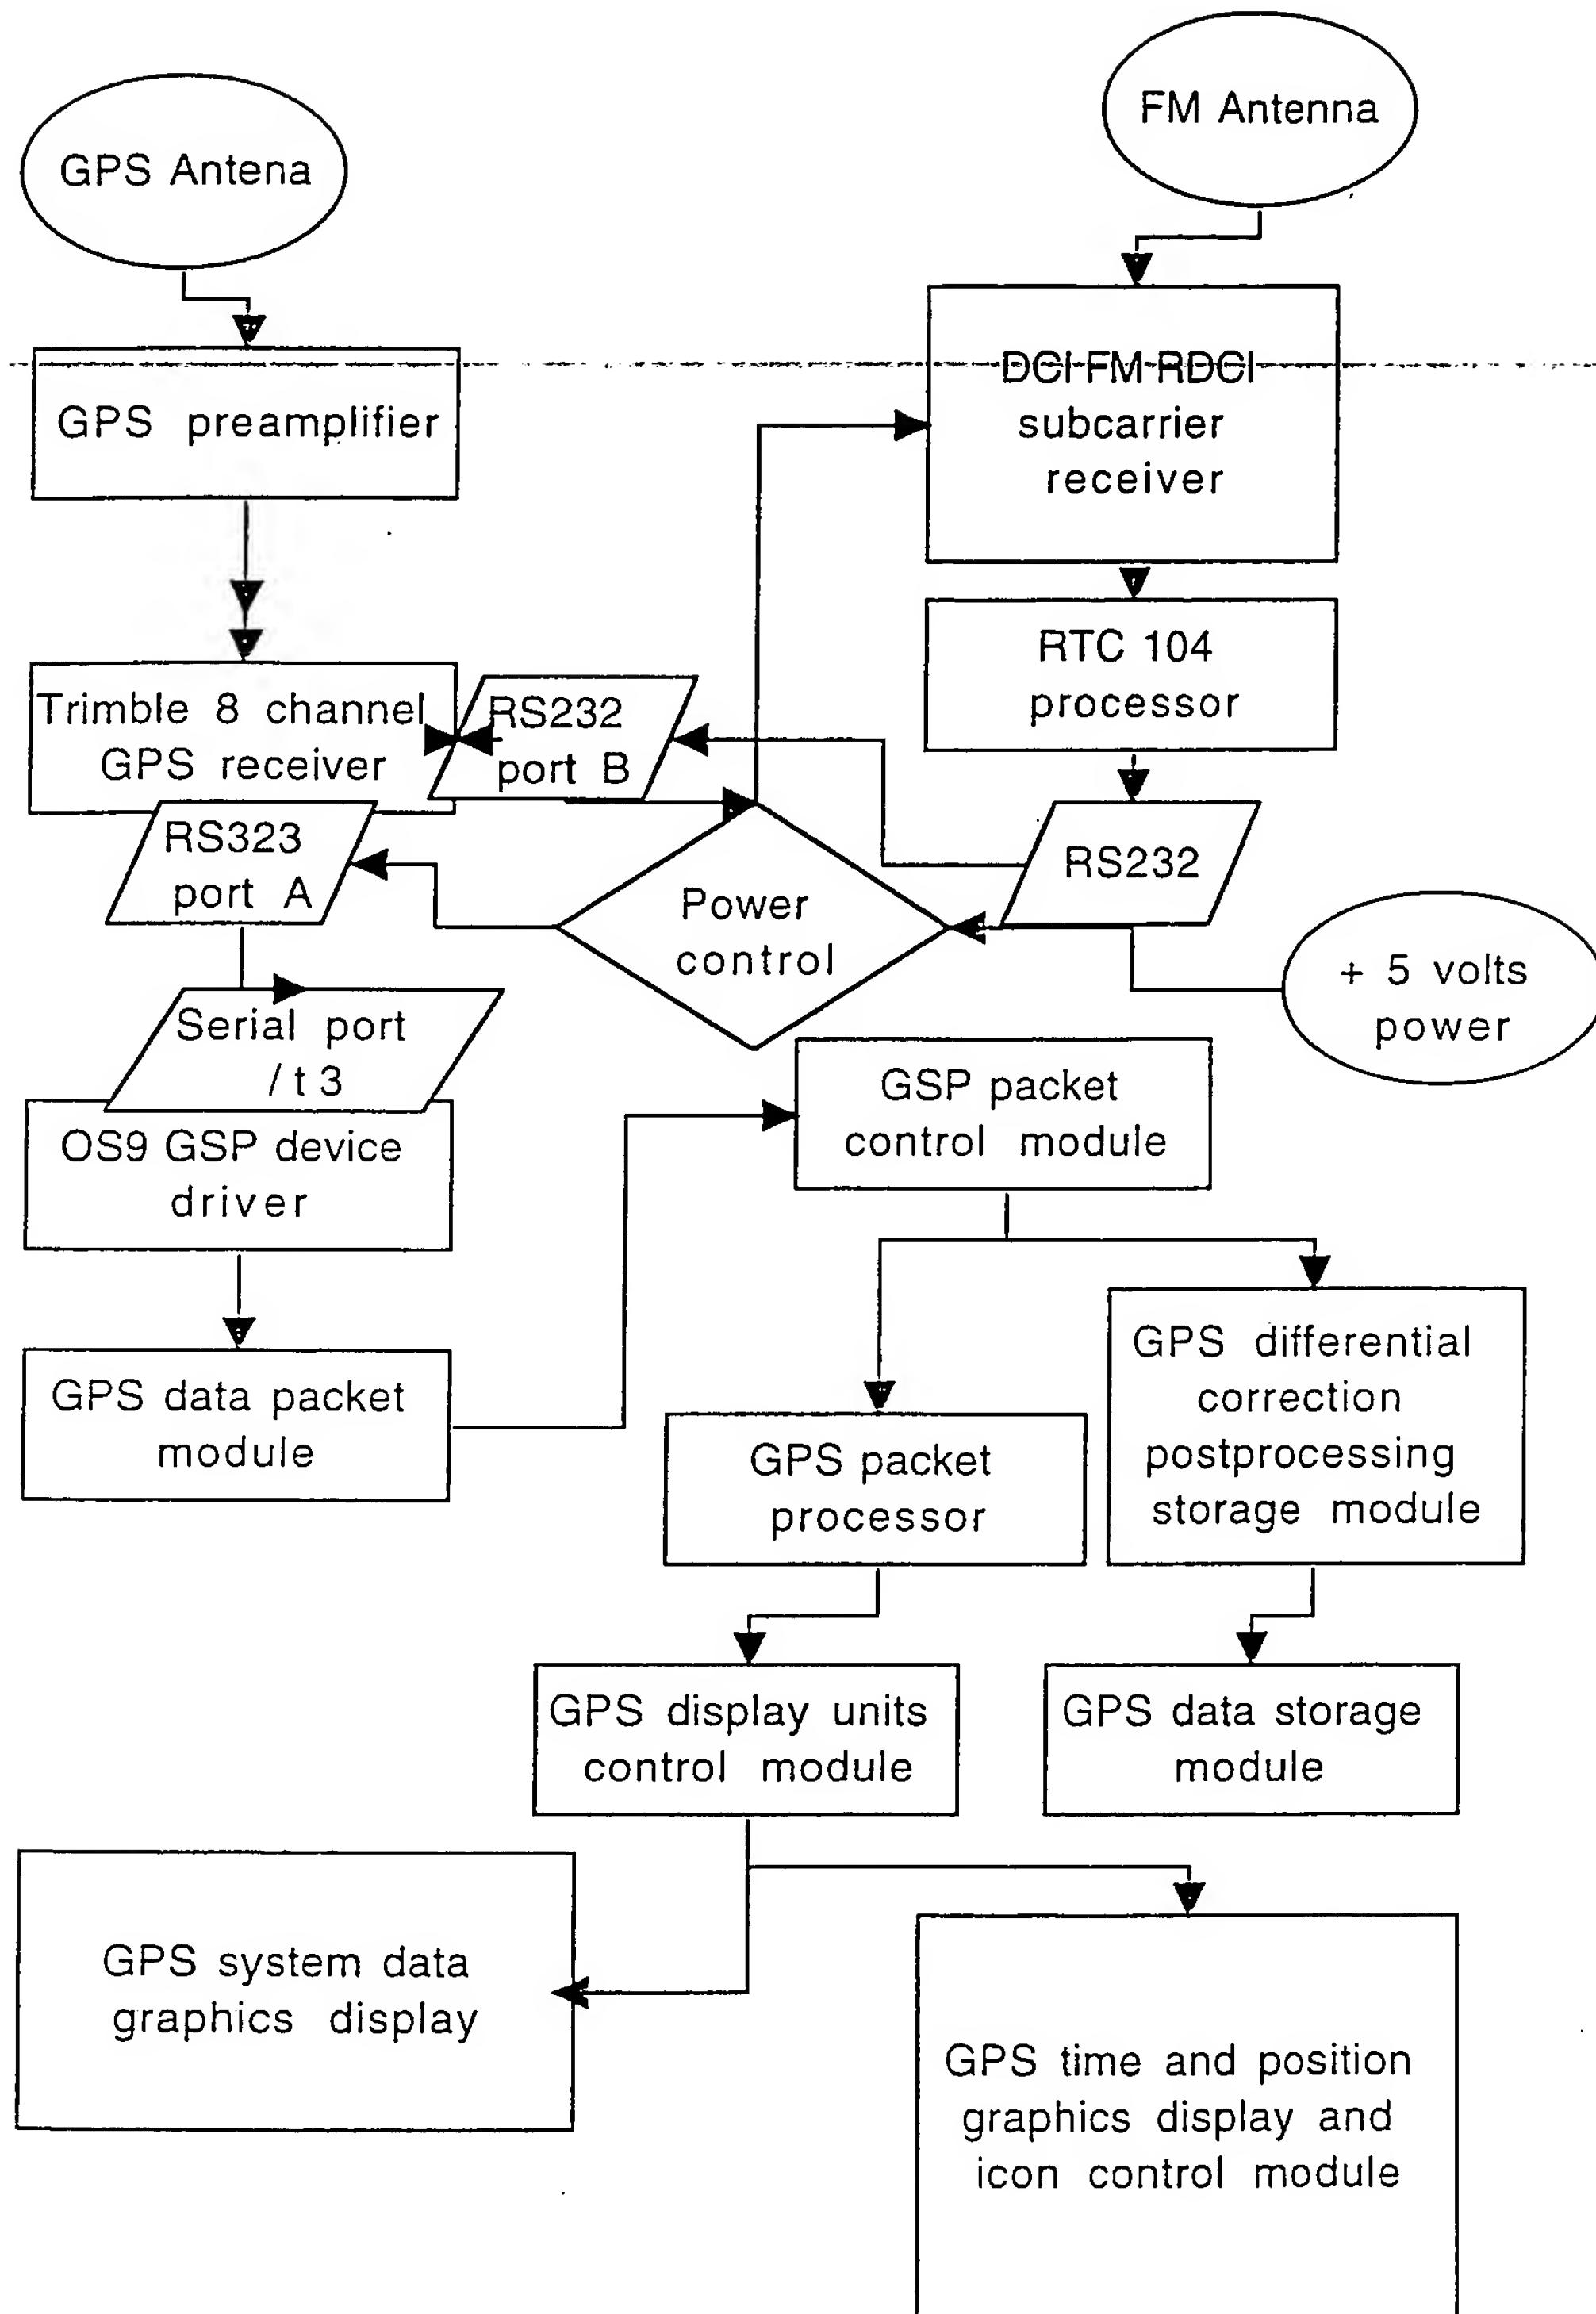 FM Antenna
GPS Antena
DCI FM RDCI
subcarrier
receiver
GPS preamplifier
RTC 104
processor
Trimble 8 channel
GPS receiver
RS232
port B
RS323
port A
RS232
Power
control
+ 5 volts
power
Serial port
/t3
GSP packet
control module
OS9 GSP device
driver
GPS differential
correction
postprocessing
storage module
GPS data packet
module
GPS packet
processor
GPS display units
control module
GPS data storage
module
GPS system data
graphics display
GPS time and position
graphics display and
icon control module